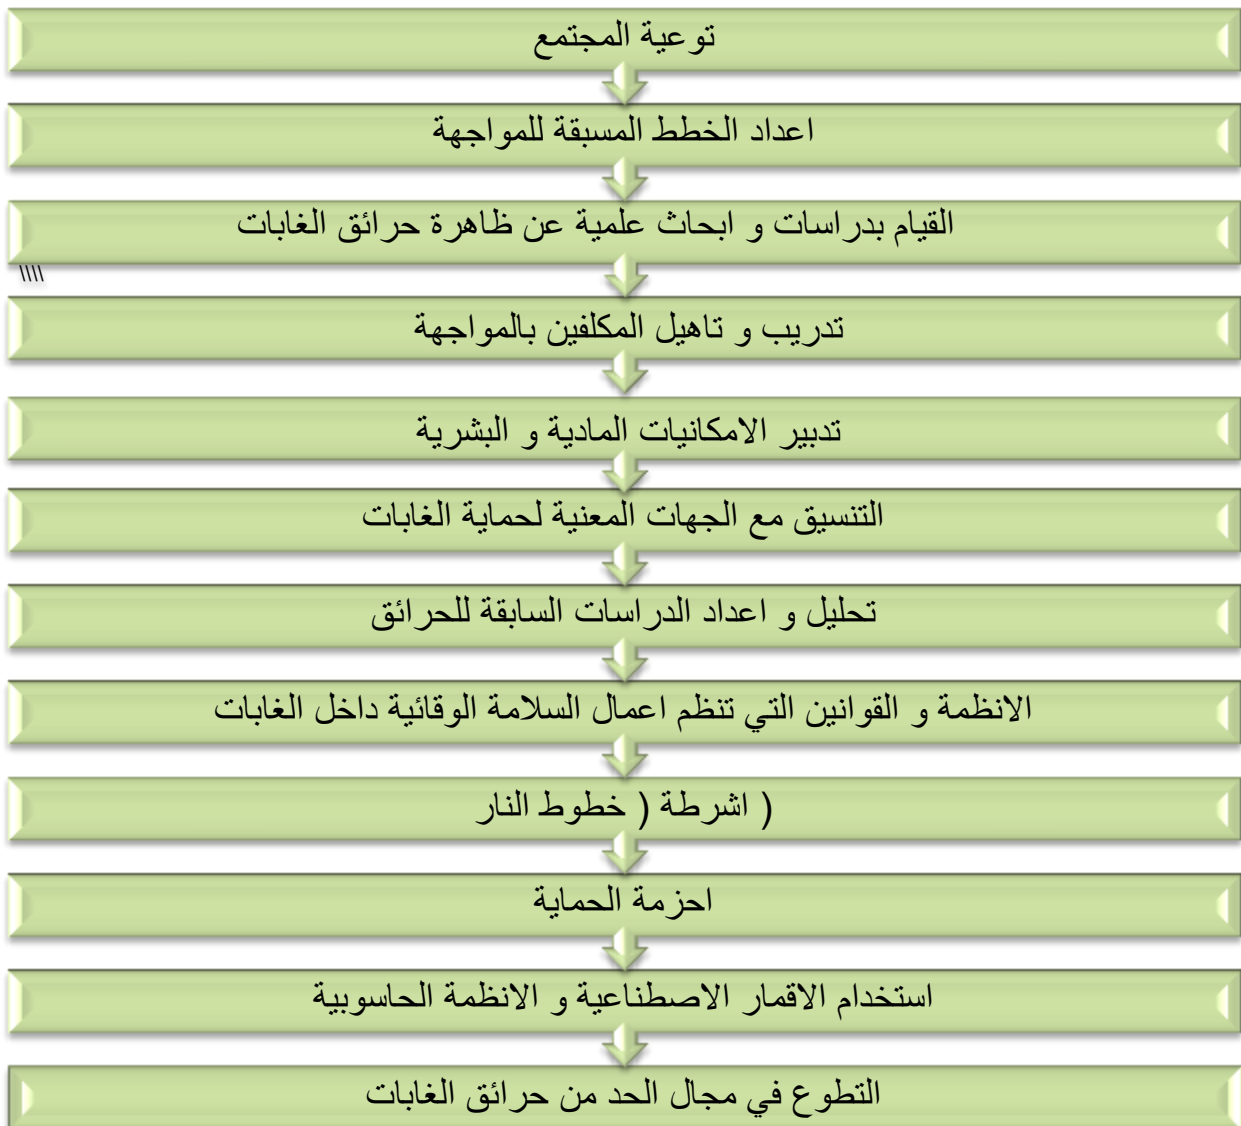 توعية المجتمع
اعداد الخطط المسبقة للمواجهة
القيام بدراسات و ابحاث علمية عن ظاهرة حرائق الغابات
\\\\
تدريب و تاهيل المكلفين بالمواجهة
تدبير الامكانيات المادية و البشرية
التنسيق مع الجهات المعنية لحماية الغابات
تحليل و اعداد الدراسات السابقة للحرائق
الانظمة و القوانين التي تنظم اعمال السلامة الوقائية داخل الغابات
( اشرطة ( خطوط النار
احزمة الحماية
استخدام الاقمار الاصطناعية و الانظمة الحاسوبية
التطوع في مجال الحد من حرائق الغابات